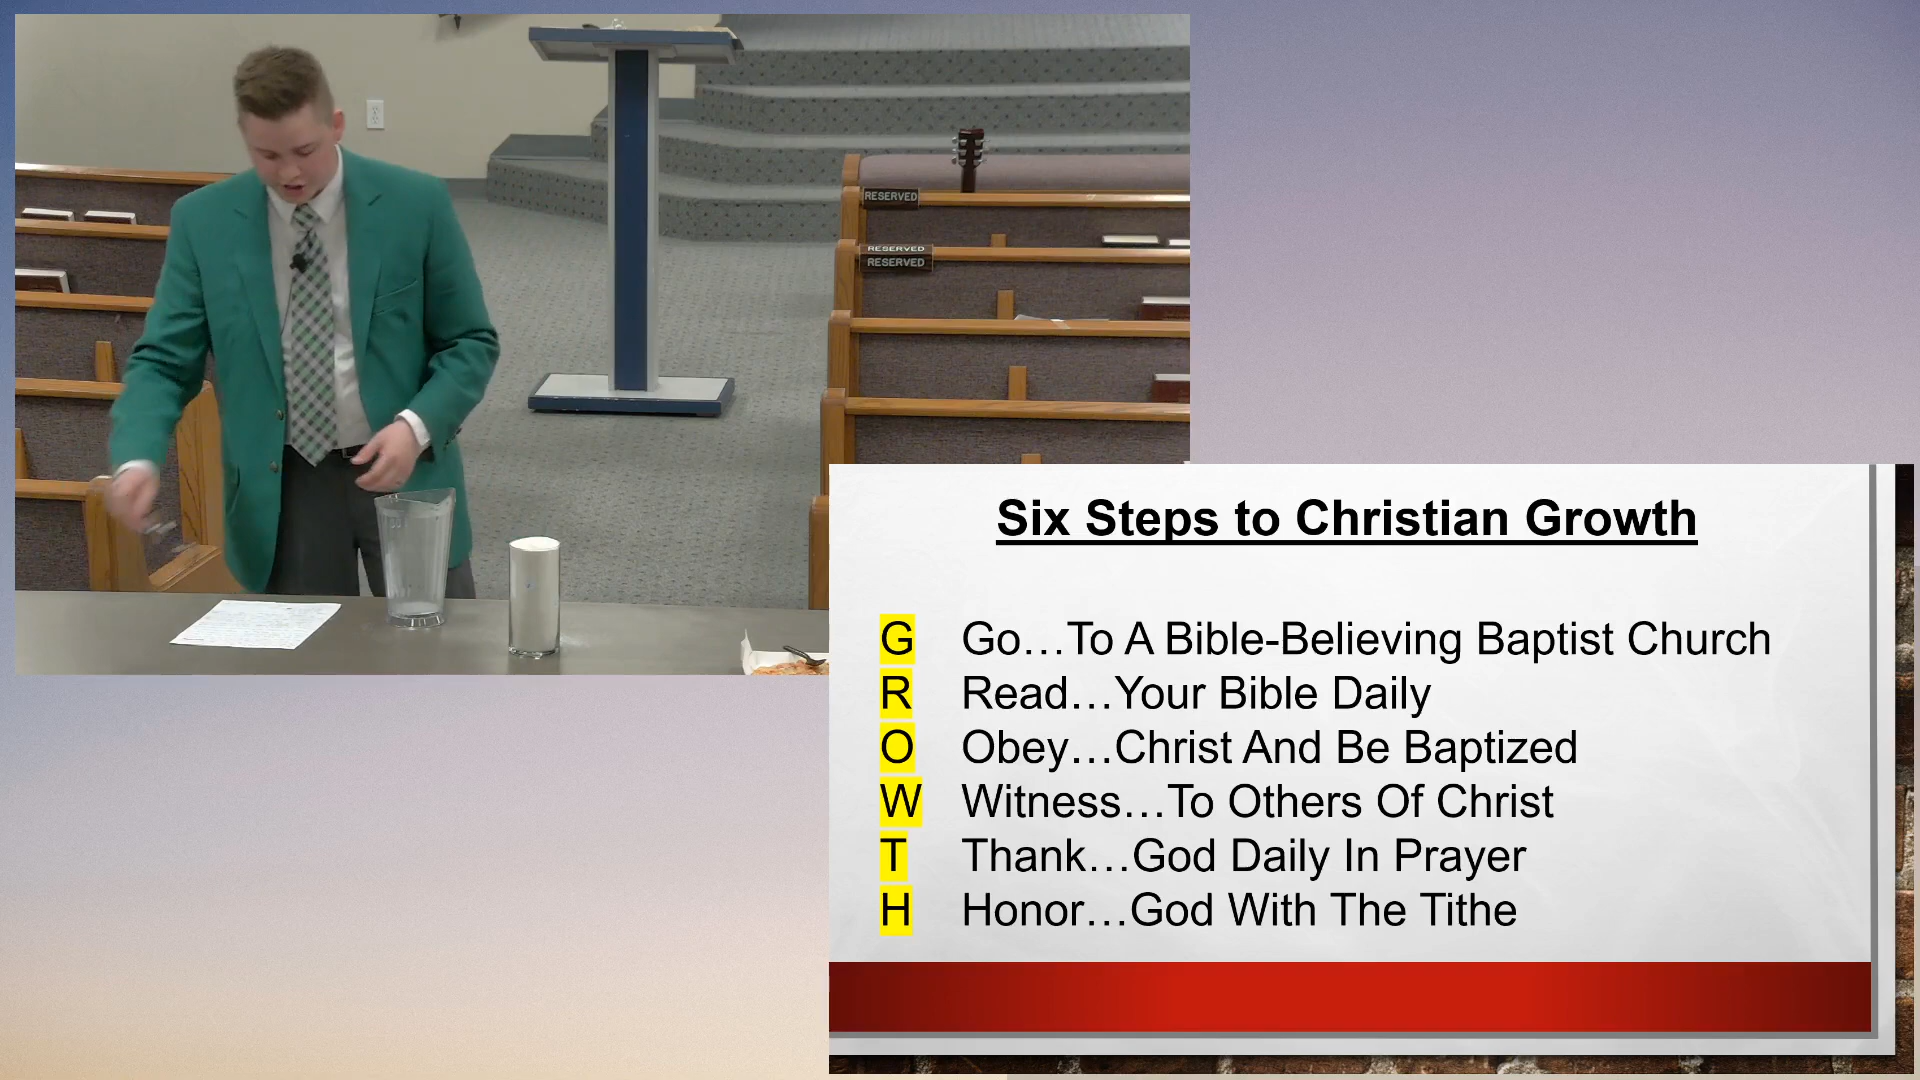 RESERVED
RESERVED
RESERVED
Six Steps to Christian Growth
G Go…To A Bible-Believing Baptist Church
R Read…Your Bible Daily
O Obey…Christ And Be Baptized
W Witness…To Others Of Christ
T Thank…God Daily In Prayer
H Honor…God With The Tithe